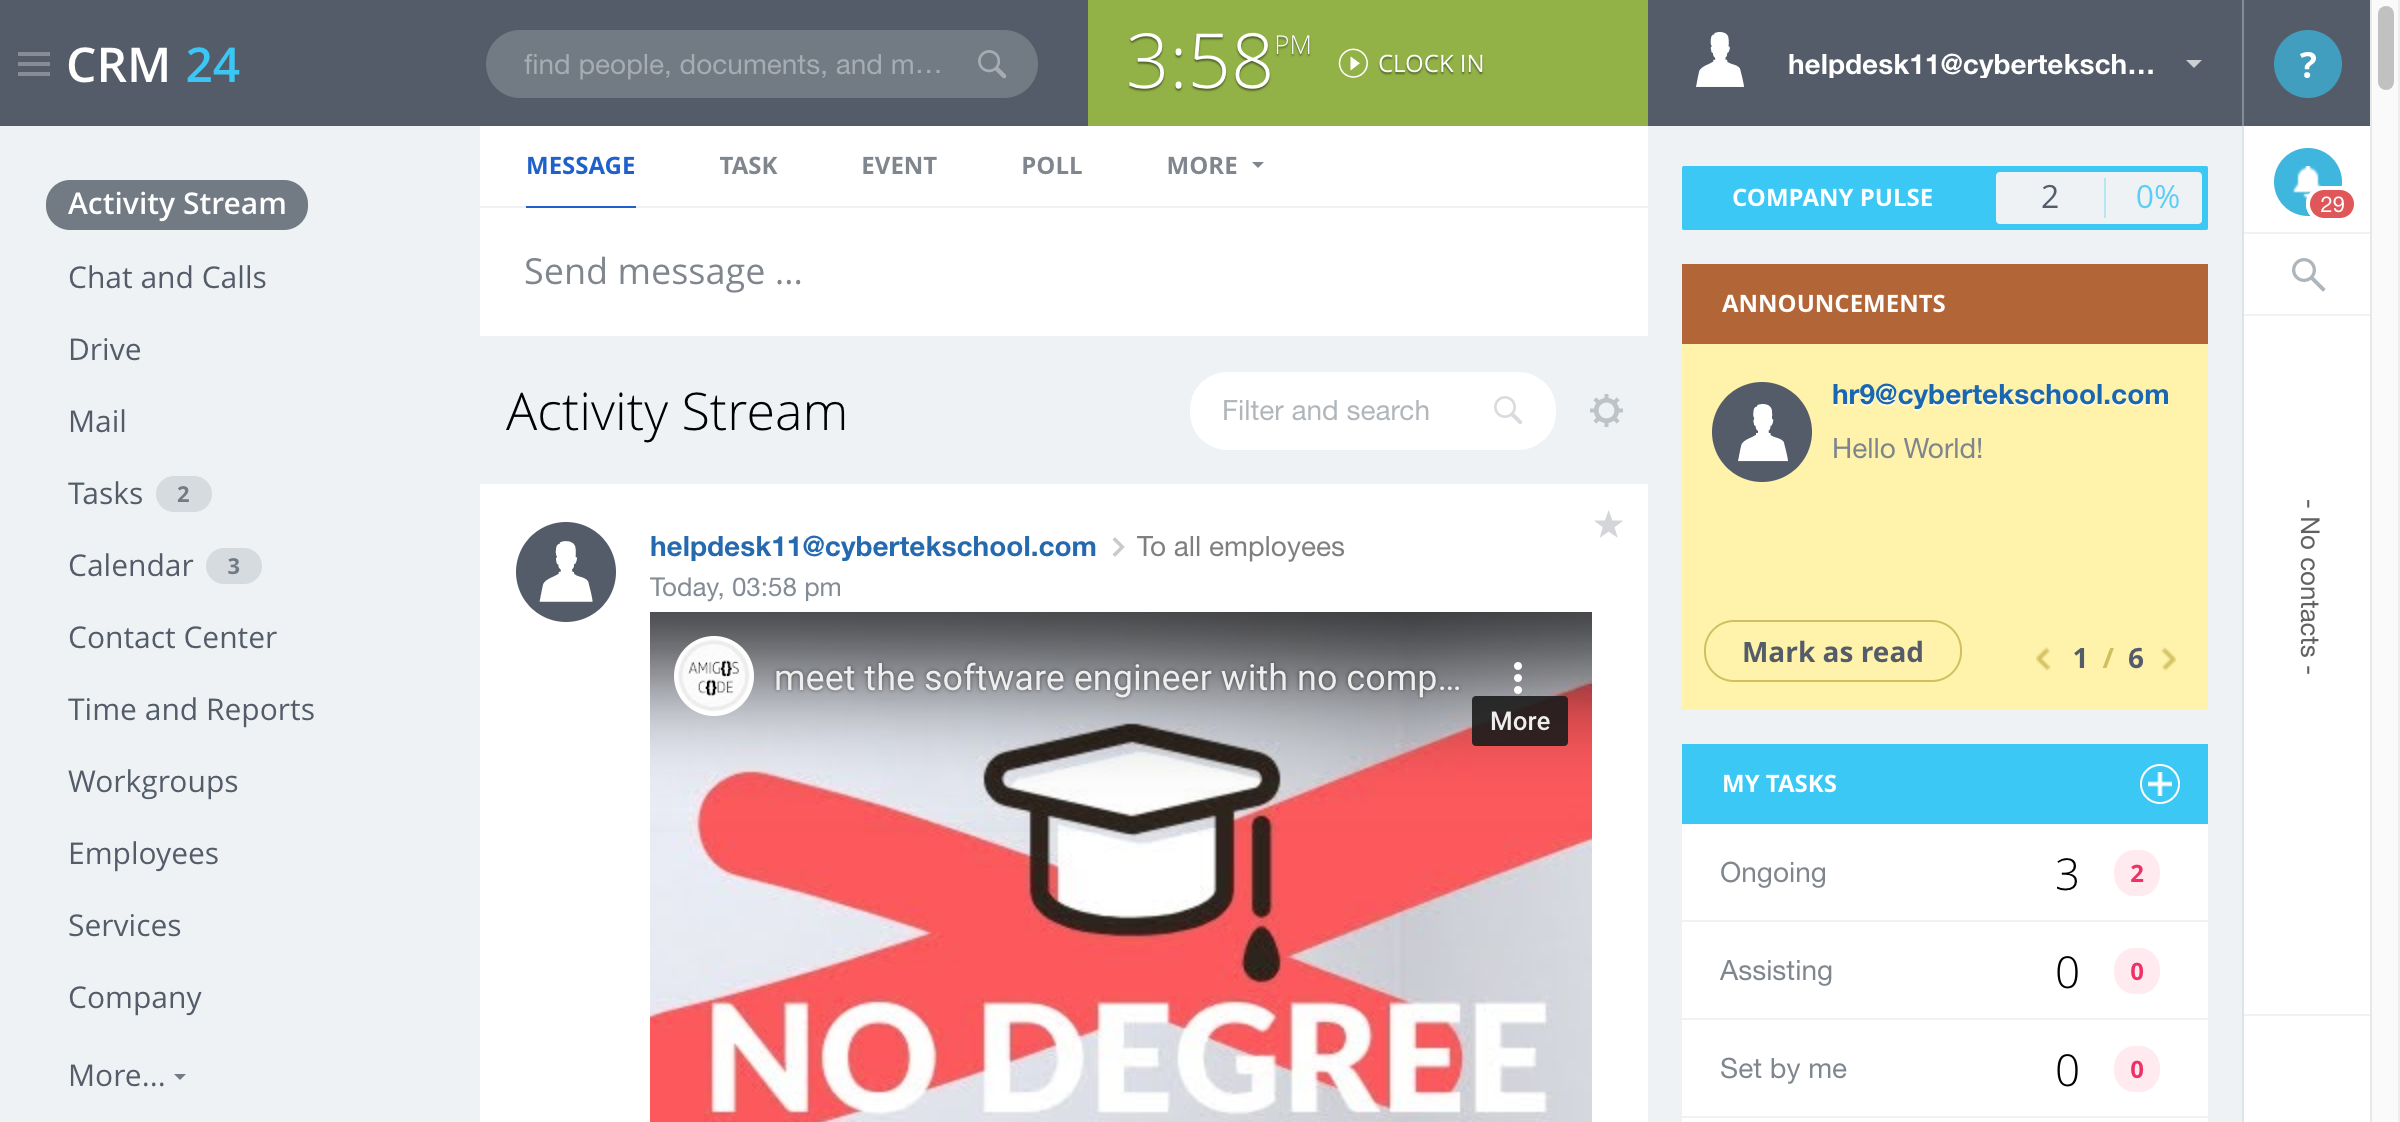 CRM 24
find people, documents, and m...
3:58 PM
CLOCK IN
helpdesk11@cyberteksch...
?
Activity Stream
Chat and Calls
Drive
Mail
Tasks 2
Calendar 3
Contact Center
Time and Reports
Workgroups
Employees
Services
Company
More...
MESSAGE TASK EVENT POLL MORE
Send message ...
Activity Stream
Filter and search
helpdesk11@cybertekschool.com To all employees
Today, 03:58 pm
AMIG{}S
C{}DE
meet the software engineer with no comp...
More
NO DEGREE
COMPANY PULSE 2 0%
ANNOUNCEMENTS
hr9@cybertekschool.com
Hello World!
Mark as read
1 / 6
MY TASKS
Ongoing 3 2
Assisting 0 0
Set by me 0 0
29
- No contacts -